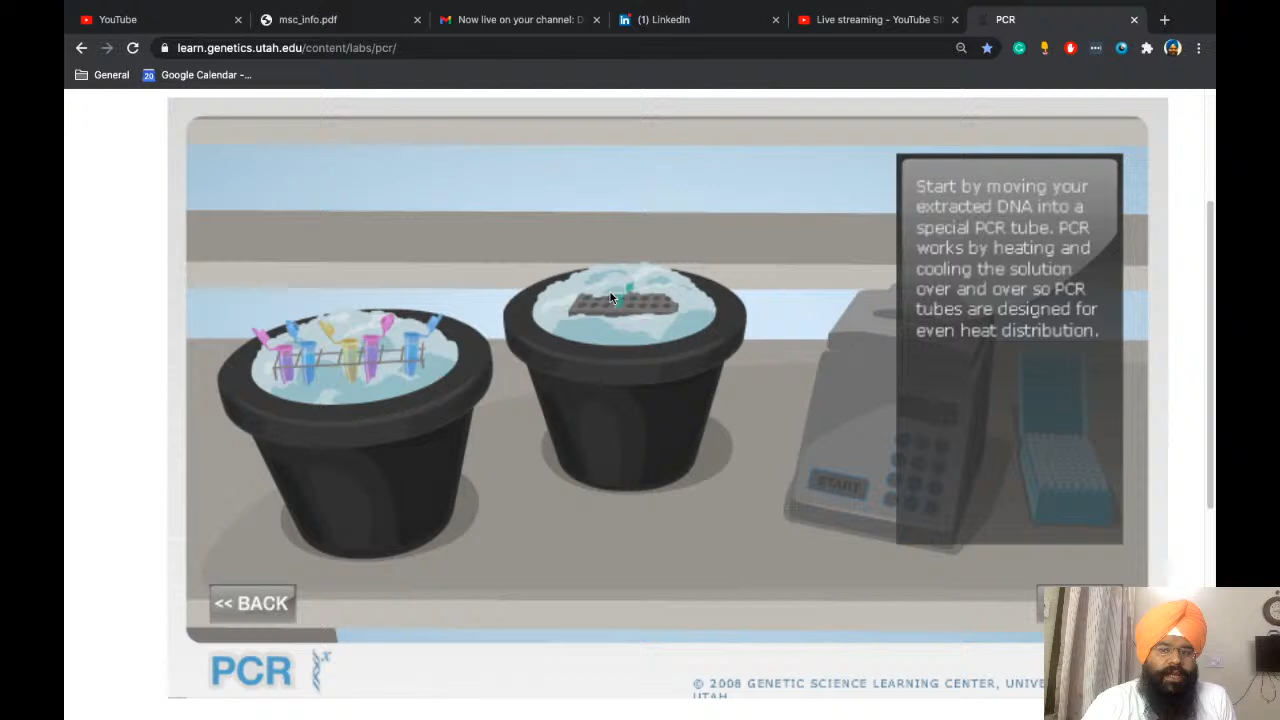 YouTube
msc_info.pdf
Now live on your channel: D
(1) LinkedIn
Live streaming - YouTube St
PCR
learn.genetics.utah.edu/content/labs/pcr/
General
20
Google Calendar -...
Start by moving your
extracted DNA into a
special PCR tube. PCR
works by heating and
cooling the solution
over and over so PCR
tubes are designed for
even heat distribution.
START
<< BACK
PCR
© 2008 GENETIC SCIENCE LEARNING CENTER, UNIVE
UTAH